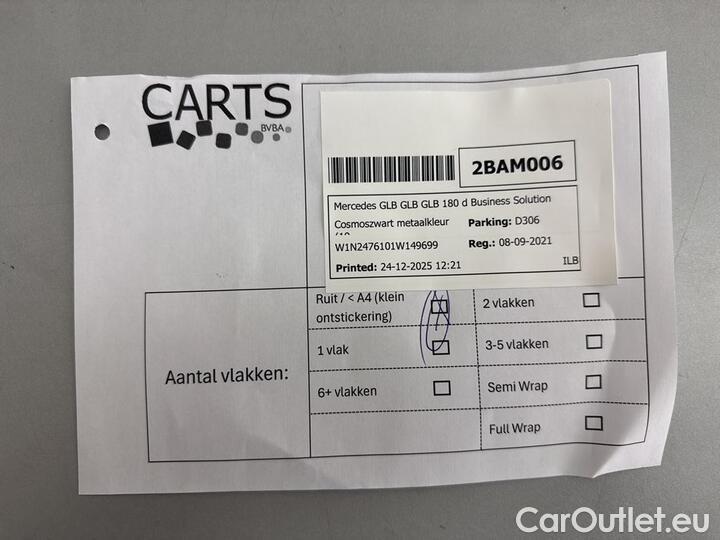 CARTS
BVBA
2BAM006
Mercedes GLB GLB GLB 180 d Business Solution
Cosmoszwart metaalkleur Parking: D306
W1N2476101W149699 Reg.: 08-09-2021
Printed: 24-12-2025 12:21 ILB
Aantal vlakken:
Ruit / < A4 (klein
ontstickering)
2 vlakken
1 vlak
3-5 vlakken
6+ vlakken
Semi Wrap
Full Wrap
CarOutlet.eu